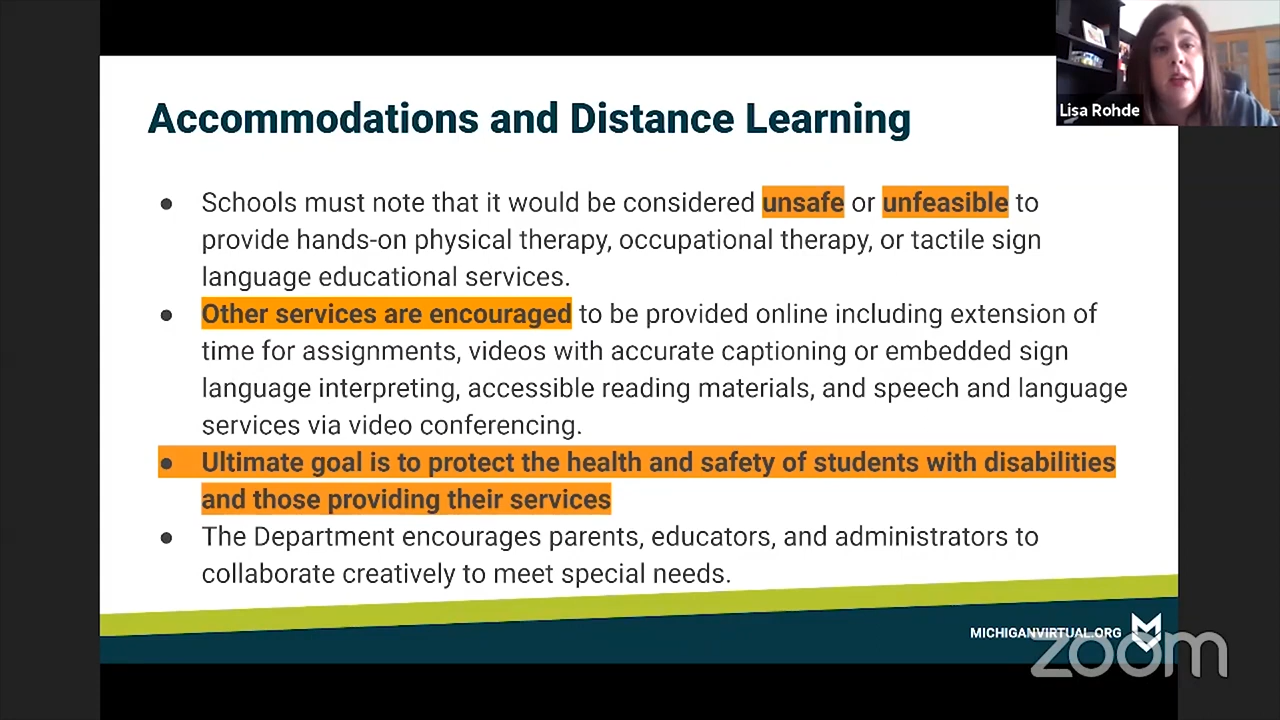 Accommodations and Distance Learning
Lisa Rohde
● Schools must note that it would be considered unsafe or unfeasible to
provide hands-on physical therapy, occupational therapy, or tactile sign
language educational services.
● Other services are encouraged to be provided online including extension of
time for assignments, videos with accurate captioning or embedded sign
language interpreting, accessible reading materials, and speech and language
services via video conferencing.
● Ultimate goal is to protect the health and safety of students with disabilities
and those providing their services
● The Department encourages parents, educators, and administrators to
collaborate creatively to meet special needs.
MICHIGANVIRTUAL.ORG
zoom